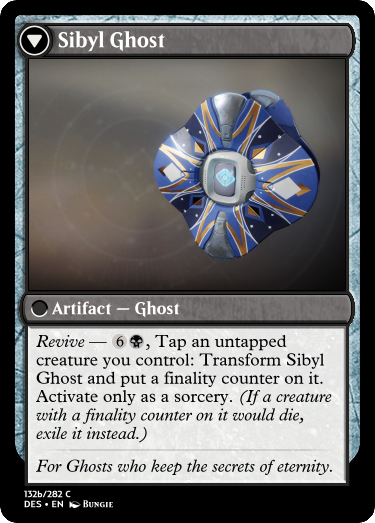 Sibyl Ghost
Artifact — Ghost
Revive — 6, Tap an untapped
creature you control: Transform Sibyl
Ghost and put a finality counter on it.
Activate only as a sorcery. (If a creature
with a finality counter on it would die,
exile it instead.)
For Ghosts who keep the secrets of eternity.
132b/282 C
DES • EN Bungie